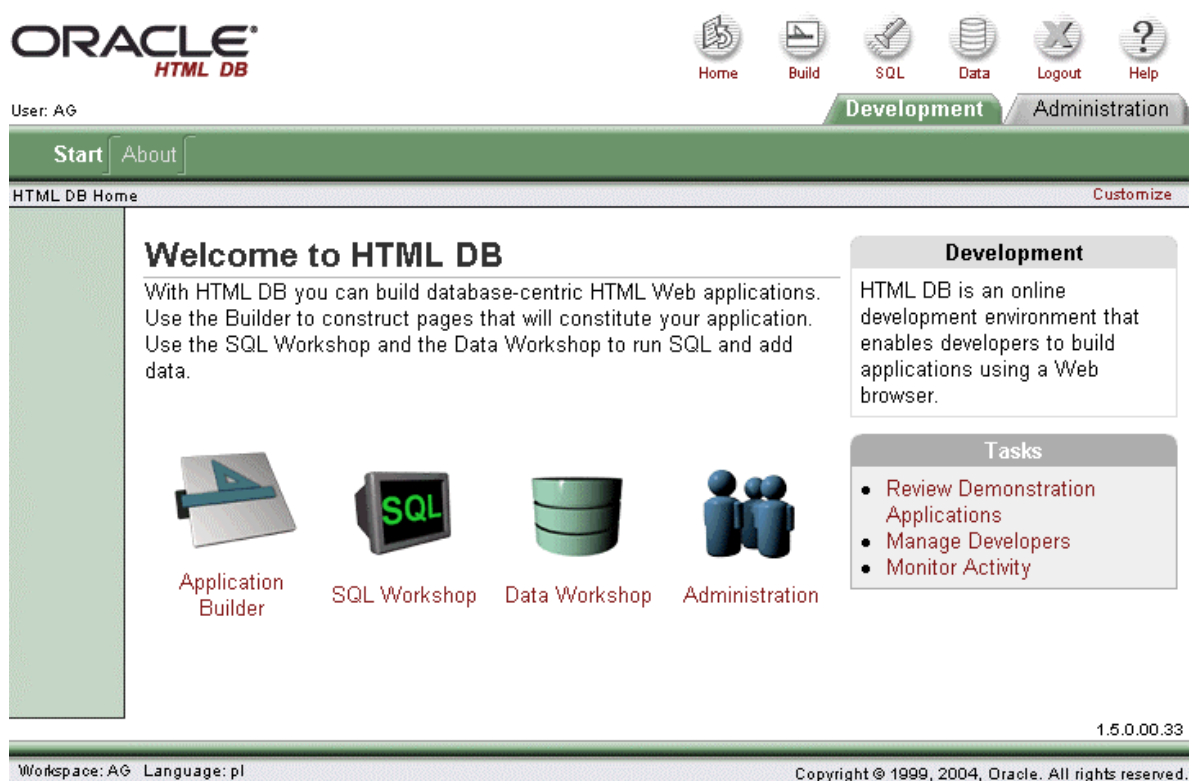 ORACLE
HTML DB
Home
Build
SQL
Data
Logout
Help
User: AG
Development
Administration
Start
About
HTML DB Home
Customize
Welcome to HTML DB
With HTML DB you can build database-centric HTML Web applications.
Use the Builder to construct pages that will constitute your application.
Use the SQL Workshop and the Data Workshop to run SQL and add
data.
SQL
Application
Builder
SQL Workshop
Data Workshop
Administration
Development
HTML DB is an online
development environment that
enables developers to build
applications using a Web
browser.
Tasks
Review Demonstration
Applications
Manage Developers
Monitor Activity
1.5.0.00.33
Workspace: AG Language: pl
Copyright © 1999, 2004, Oracle. All rights reserved